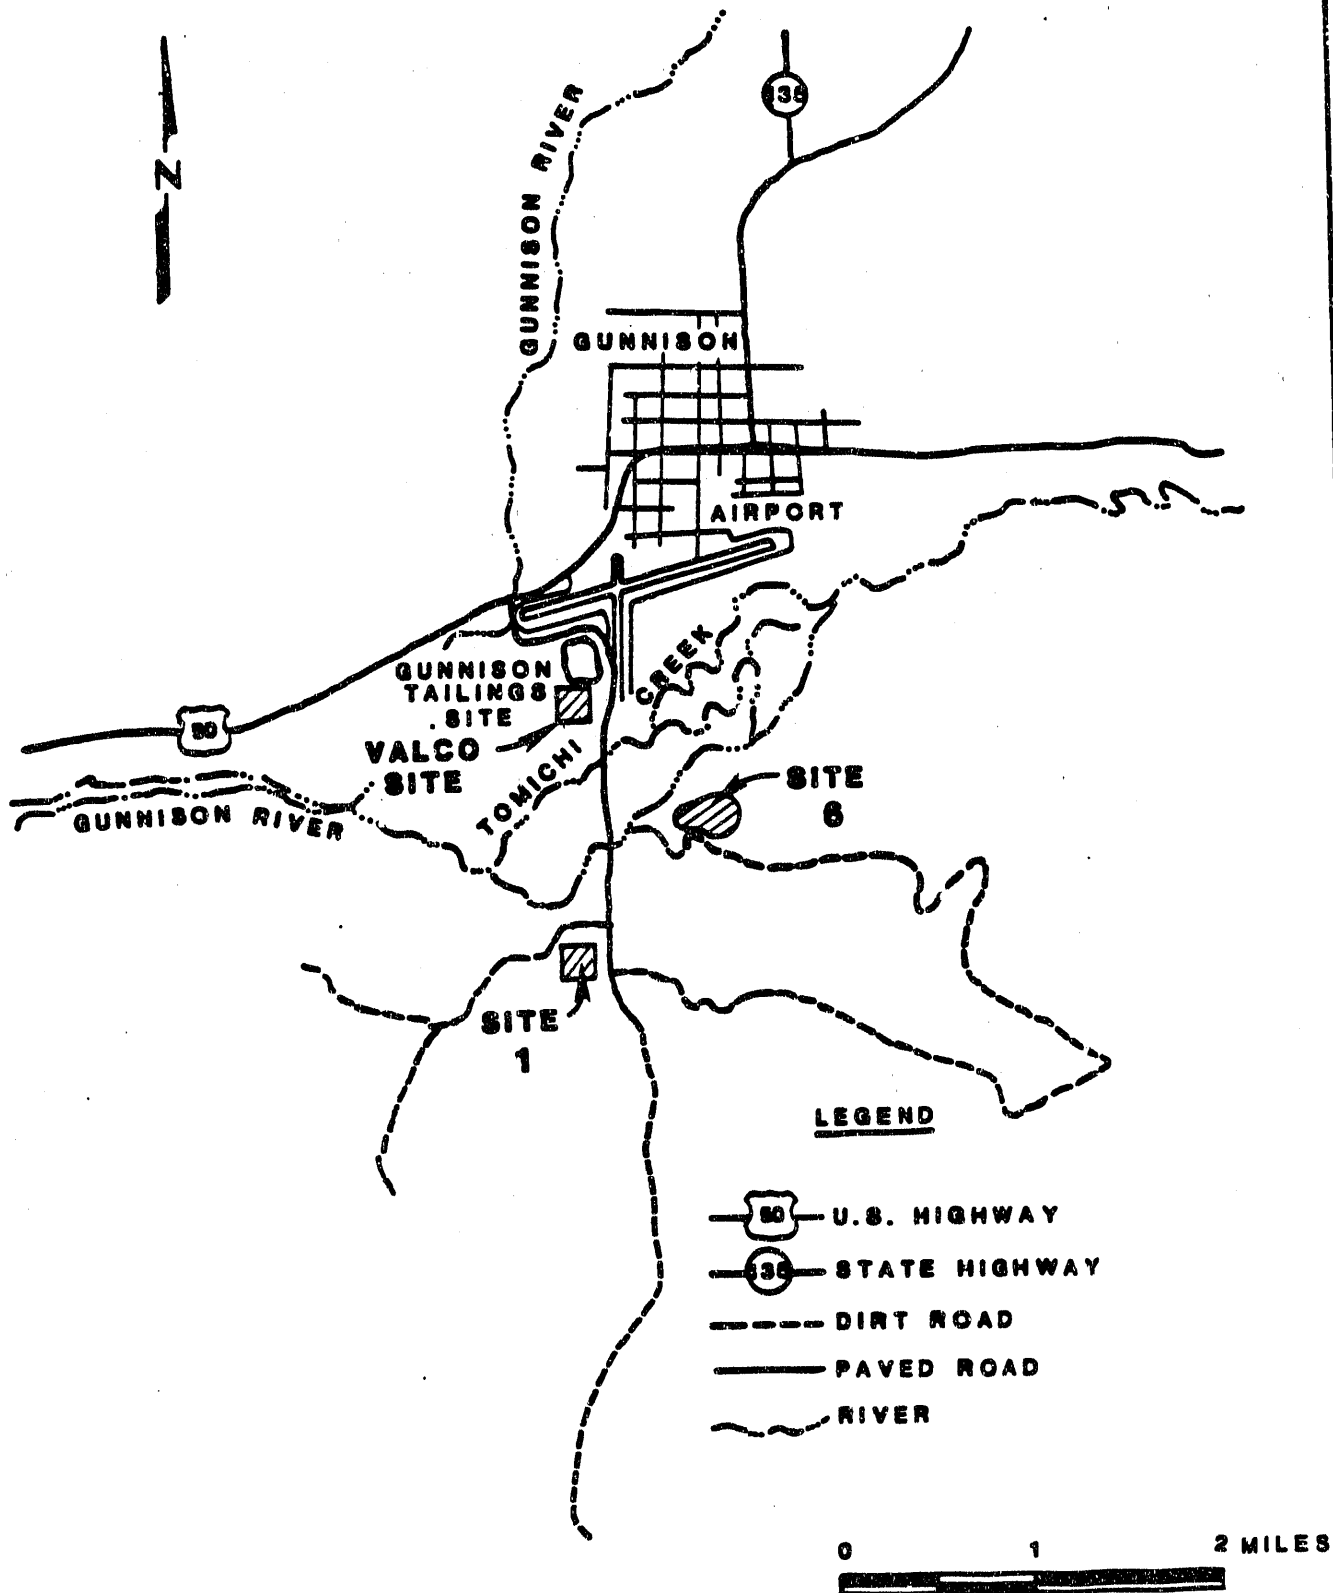 135
N
GUNNISON RIVER
GUNNISON
AIRPORT
CREEK
GUNNISON
TAILINGS
SITE
50
VALCO
SITE
TOMICHI
SITE
6
GUNNISON RIVER
SITE
1
LEGEND
50 U.S. HIGHWAY
135 STATE HIGHWAY
DIRT ROAD
PAVED ROAD
RIVER
0 1 2 MILES